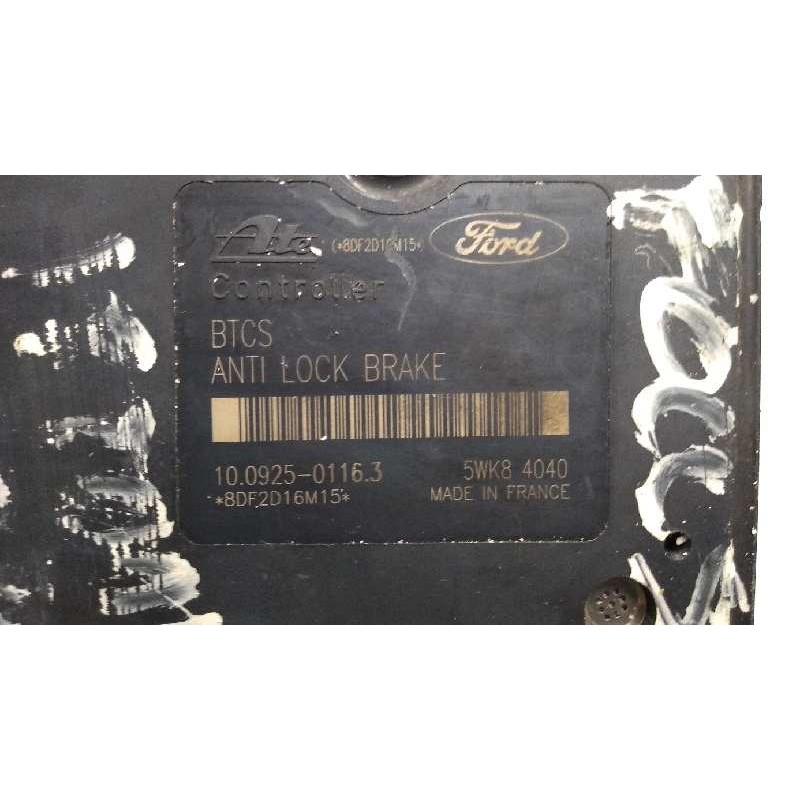 Ate (*8DF2D16M15*) Ford
Controller
BTCS
ANTI LOCK BRAKE
10.0925-0116.3 5WK8 4040
*8DF2D16M15* MADE IN FRANCE